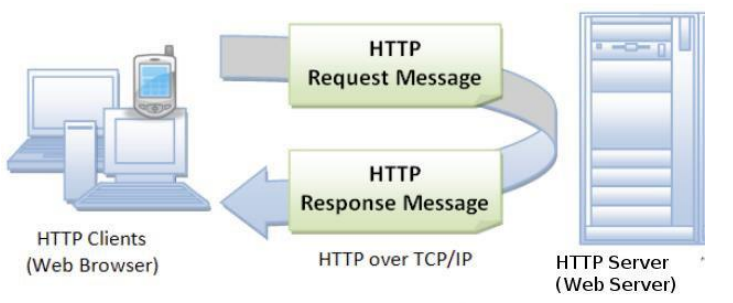 HTTP
Request Message
HTTP
Response Message
HTTP Clients
(Web Browser)
HTTP over TCP/IP
HTTP Server
(Web Server)